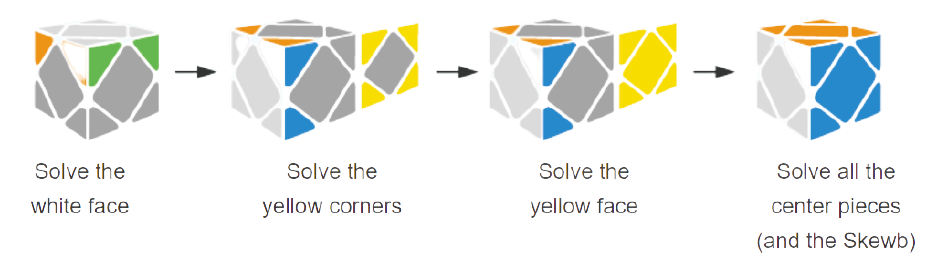 Solve the
white face
Solve the
yellow corners
Solve the
yellow face
Solve all the
center pieces
(and the Skewb)